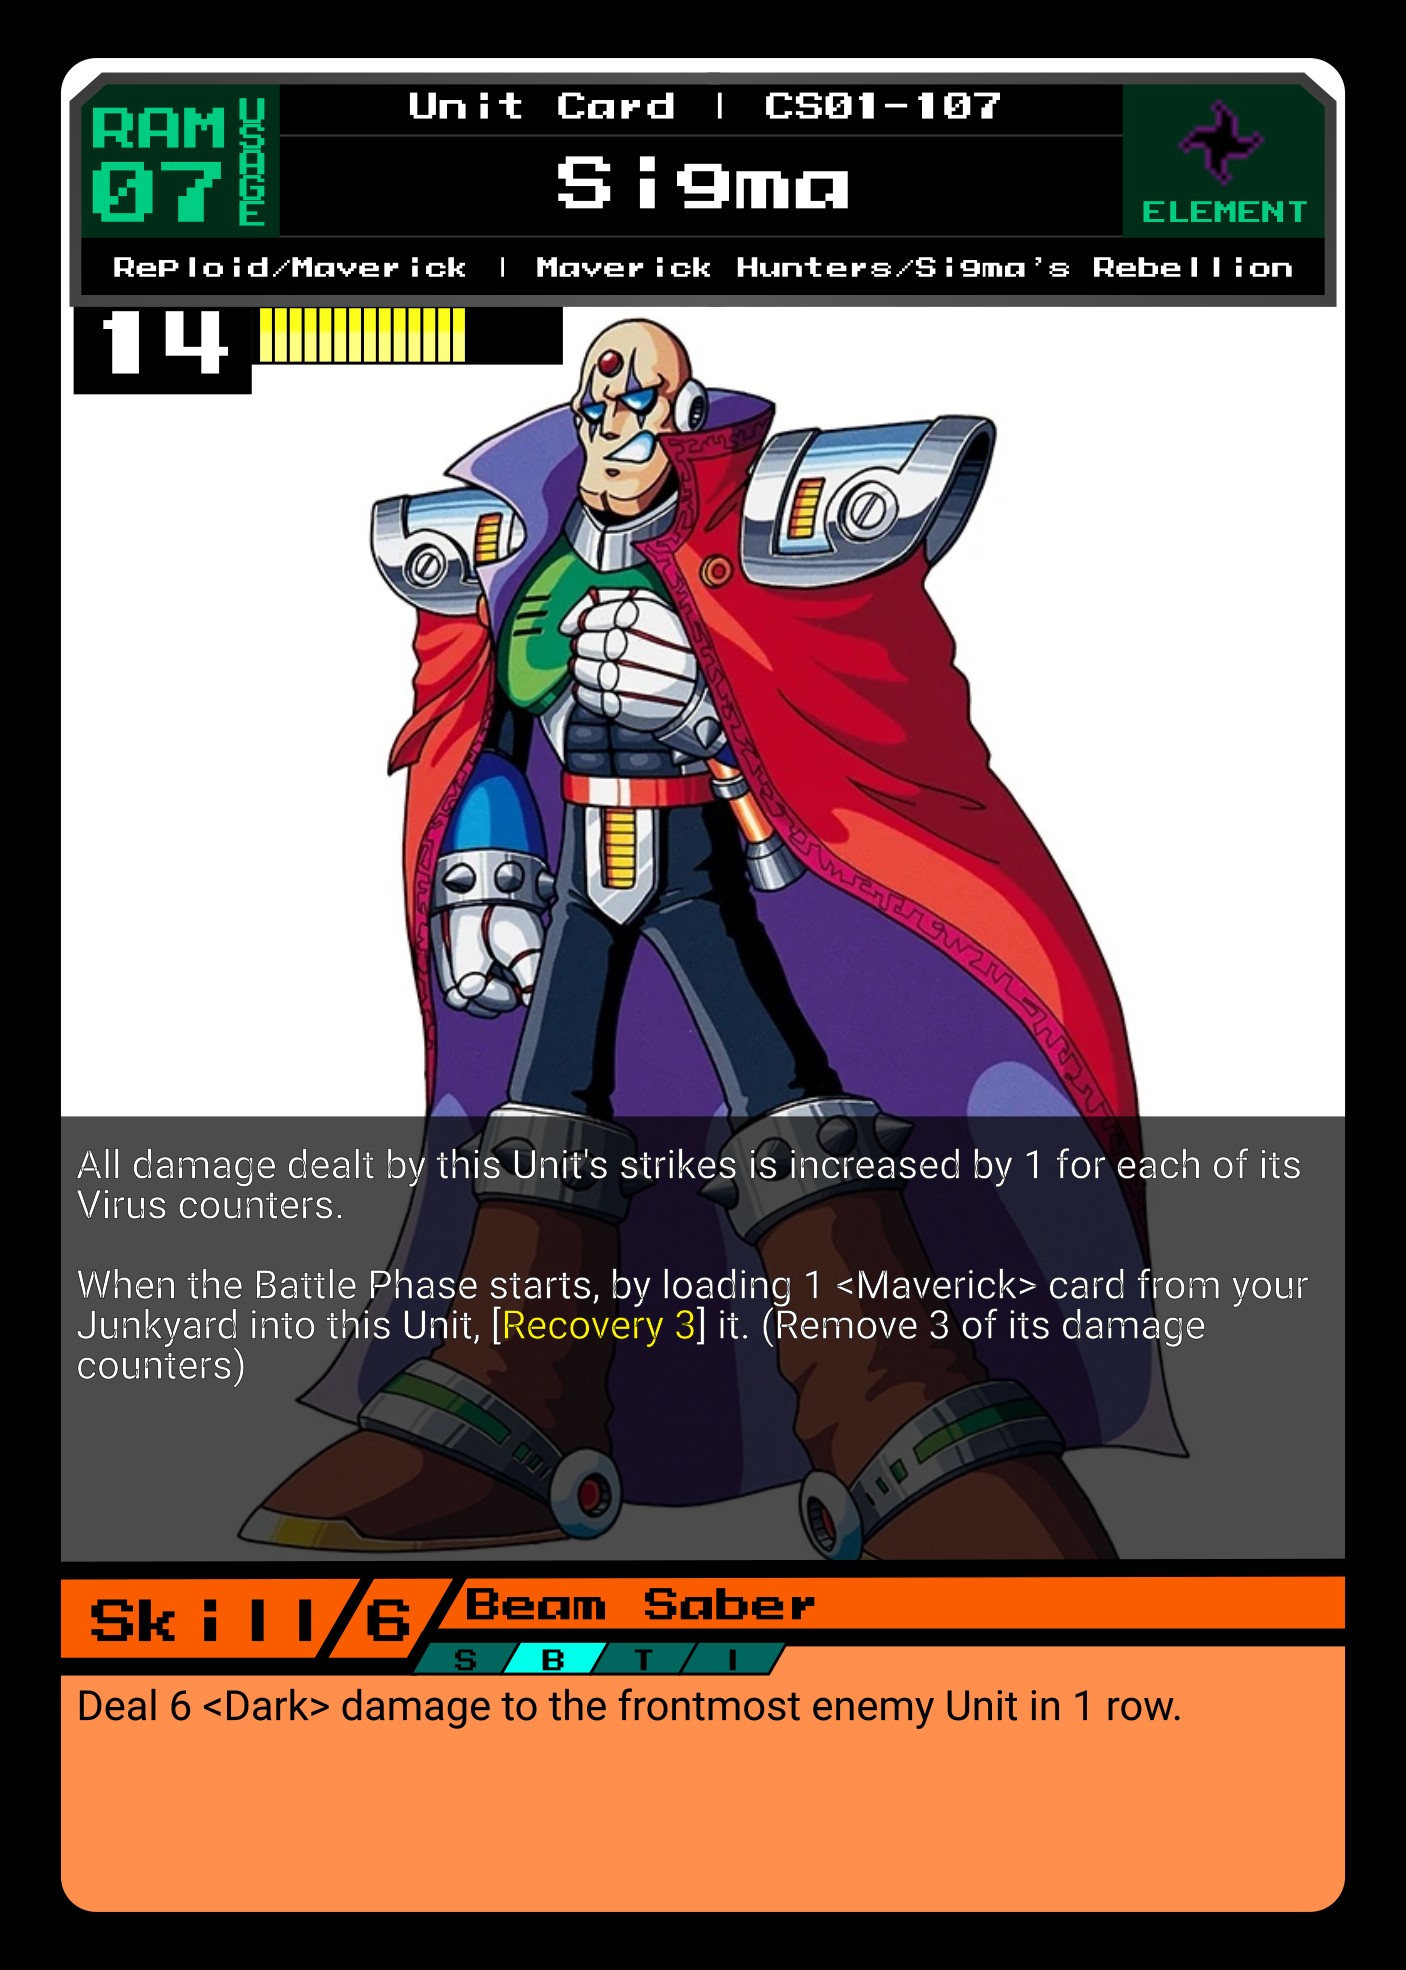 RAM
07
USAGE
Unit Card | CS01-107
Sigma
ELEMENT
Reploid/Maverick | Maverick Hunters/Sigma's Rebellion
14
All damage dealt by this Unit's strikes is increased by 1 for each of its
Virus counters.
When the Battle Phase starts, by loading 1 <Maverick> card from your
Junkyard into this Unit, [Recovery 3] it. (Remove 3 of its damage
counters)
Skill/6/Beam Saber
S B T I
Deal 6 <Dark> damage to the frontmost enemy Unit in 1 row.